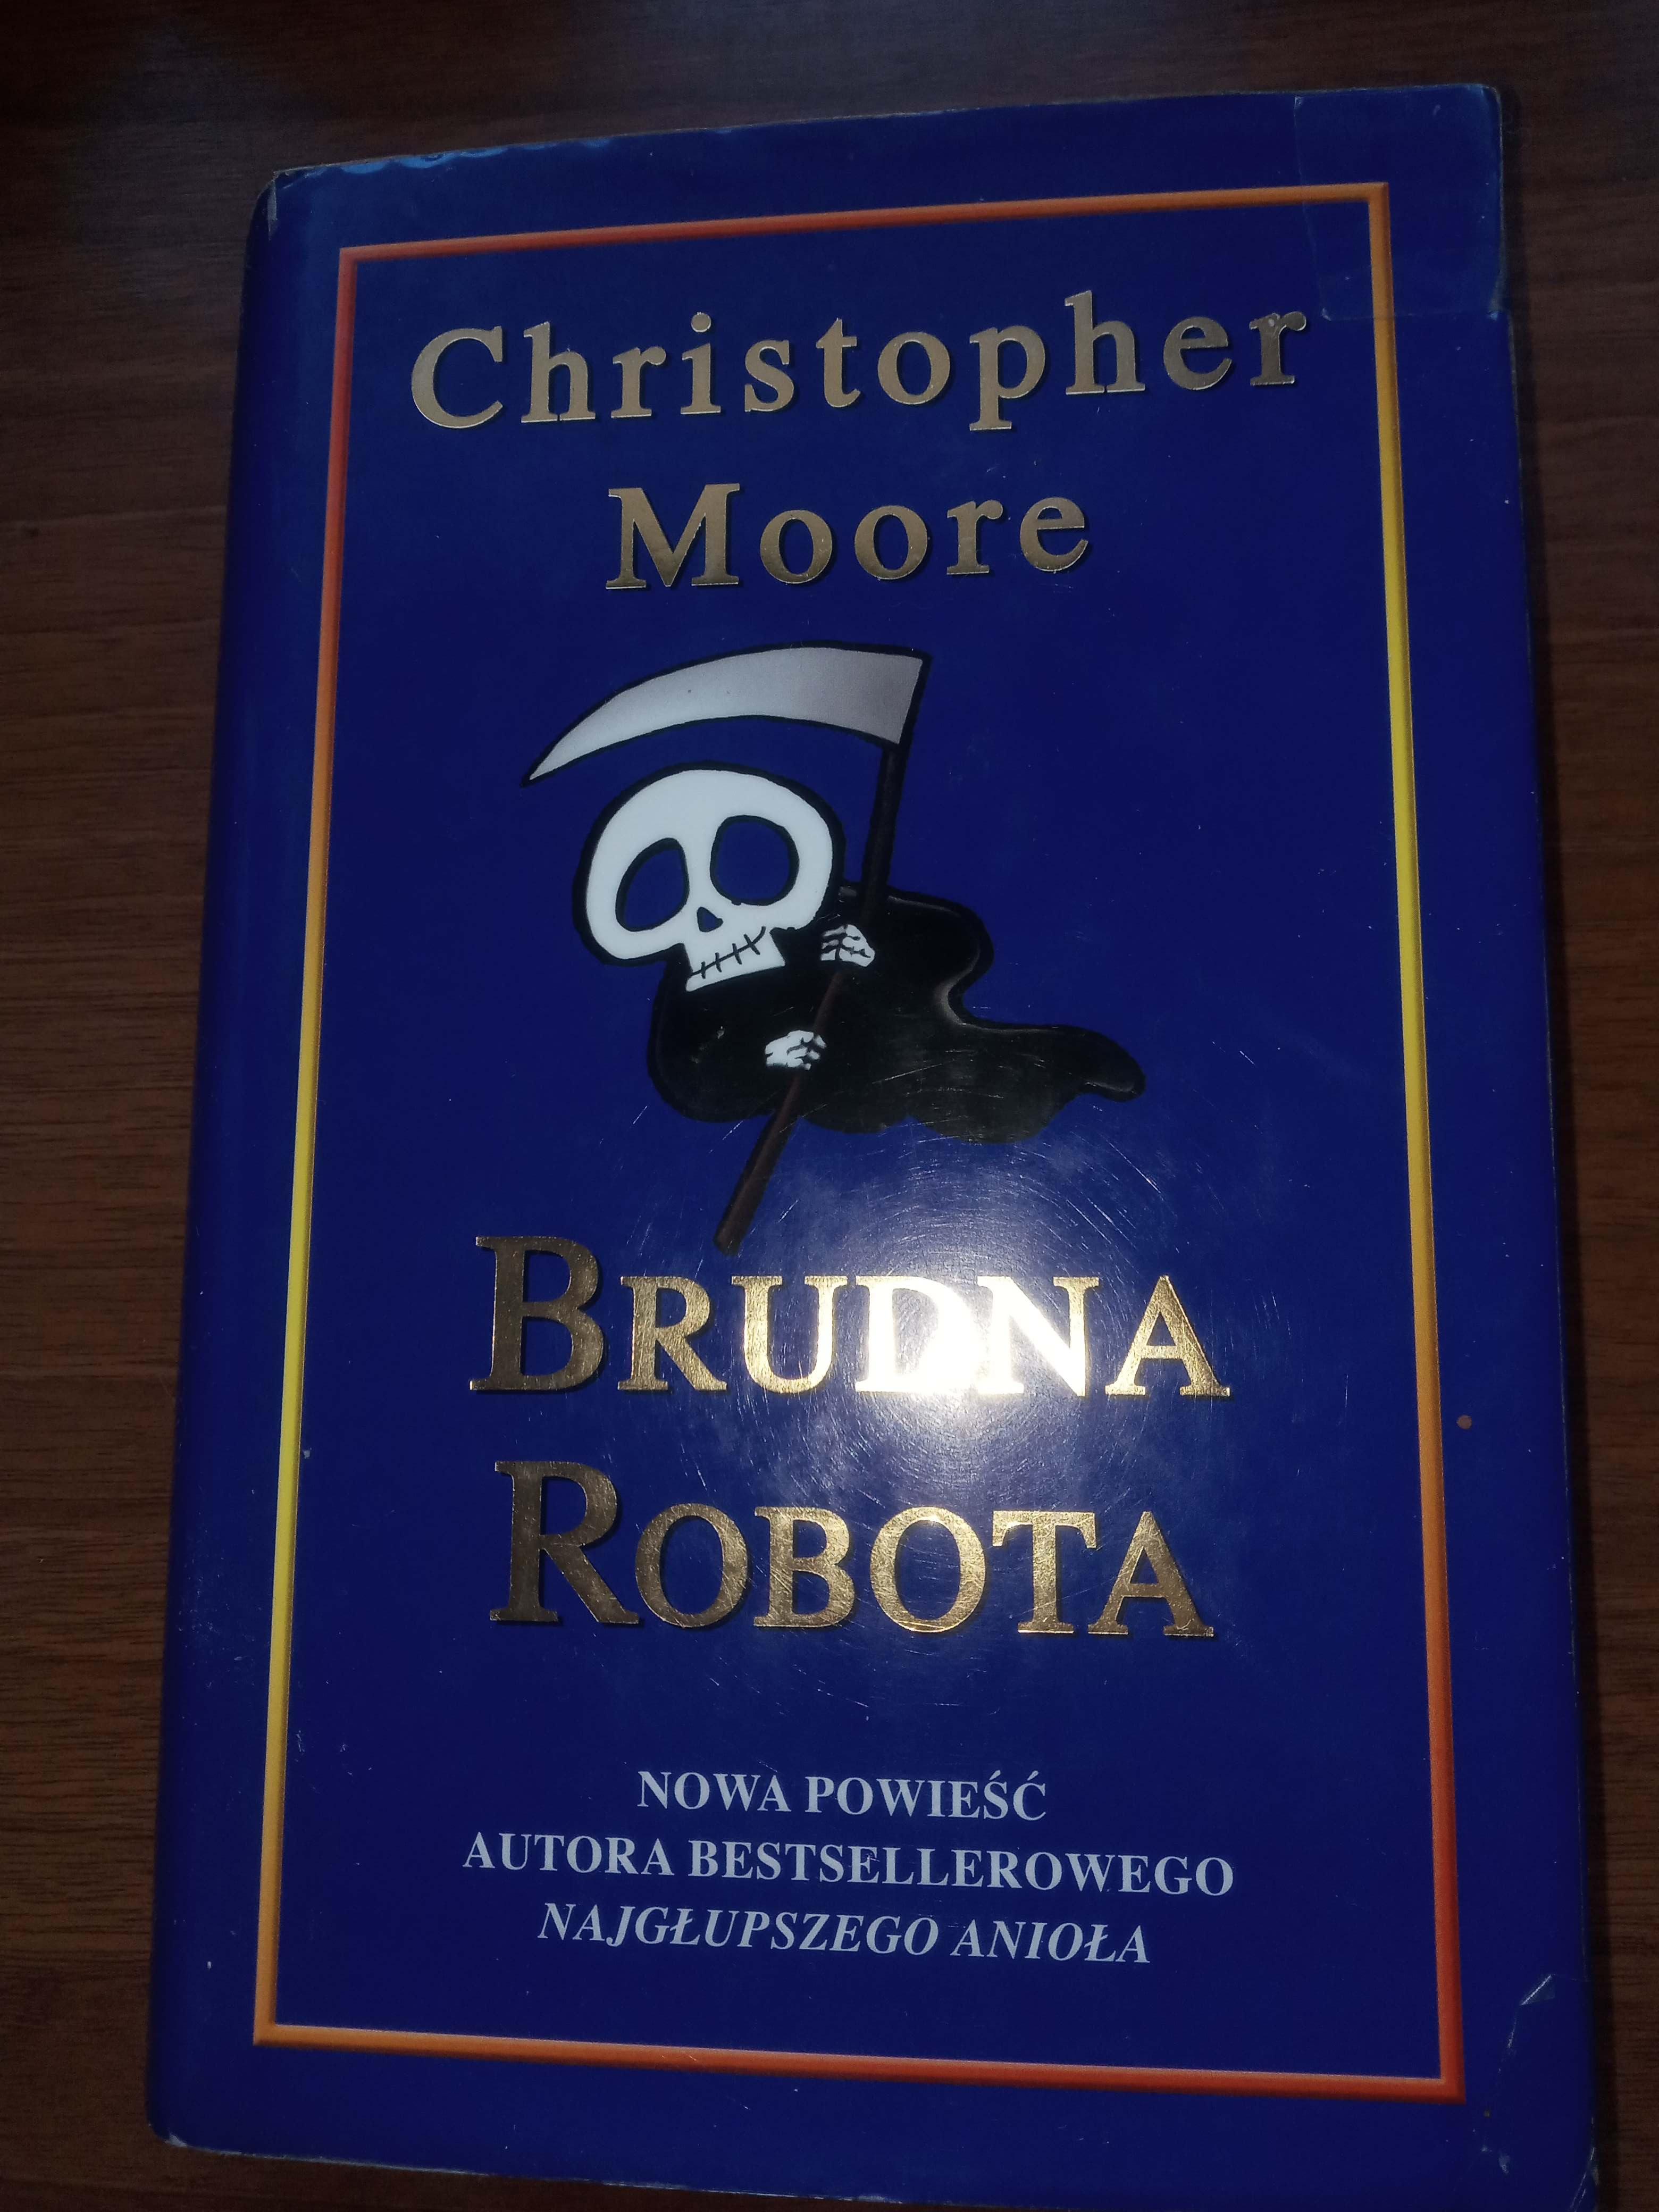 Christopher
Moore
BRUDNA
ROBOTA
NOWA POWIEŚĆ
AUTORA BESTSELLEROWEGO
NAJGŁUPSZEGO ANIOŁA